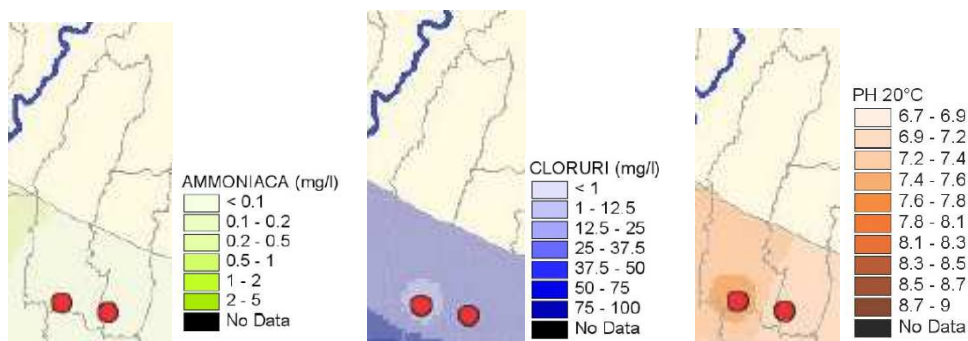 AMMONIACA (mg/l)
< 0.1
0.1 - 0.2
0.2 - 0.5
0.5 - 1
1 - 2
2 - 5
No Data
CLORURI (mg/l)
< 1
1 - 12.5
12.5 - 25
25 - 37.5
37.5 - 50
50 - 75
75 - 100
No Data
PH 20°C
6.7 - 6.9
6.9 - 7.2
7.2 - 7.4
7.4 - 7.6
7.6 - 7.8
7.8 - 8.1
8.1 - 8.3
8.3 - 8.5
8.5 - 8.7
8.7 - 9
No Data